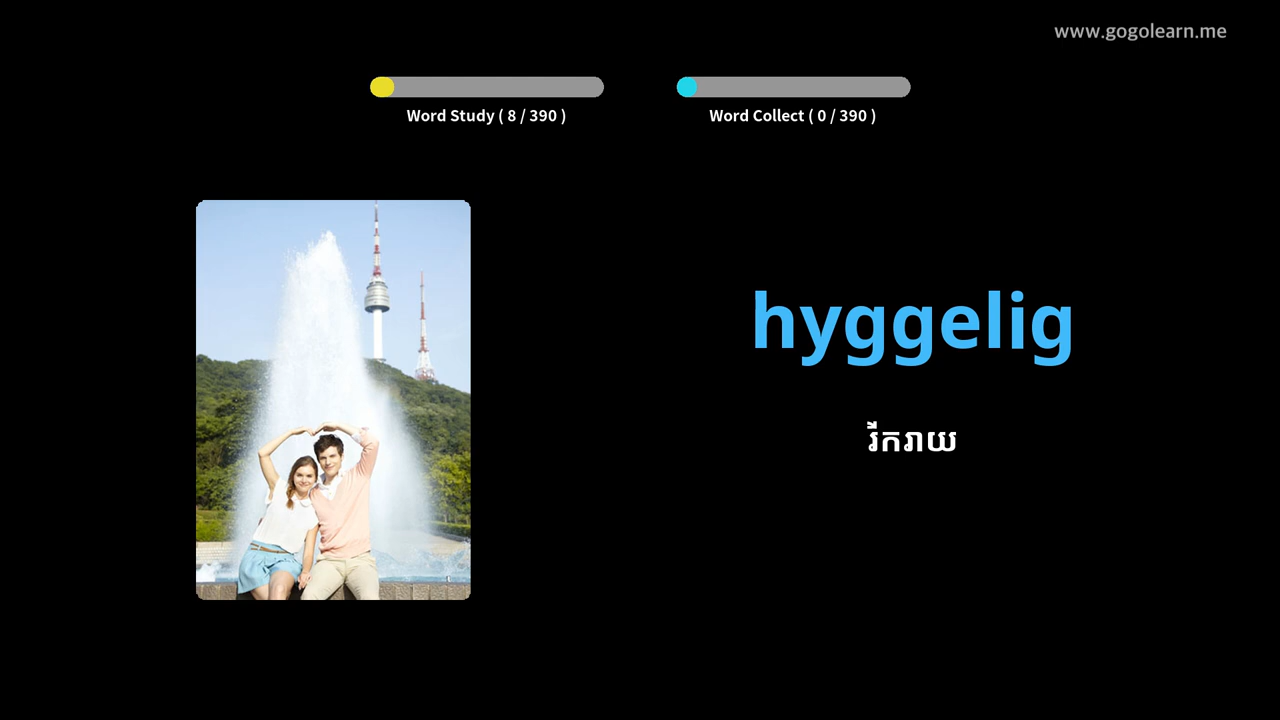 www.gogolearn.me
Word Study ( 8 / 390 )
Word Collect ( 0 / 390 )
hyggelig
រីករាយ